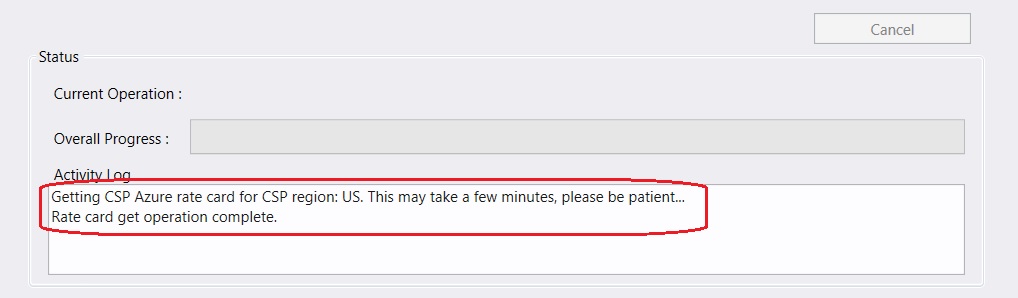 Cancel
Status
Current Operation :
Overall Progress :
Activity Log
Getting CSP Azure rate card for CSP region: US. This may take a few minutes, please be patient...
Rate card get operation complete.